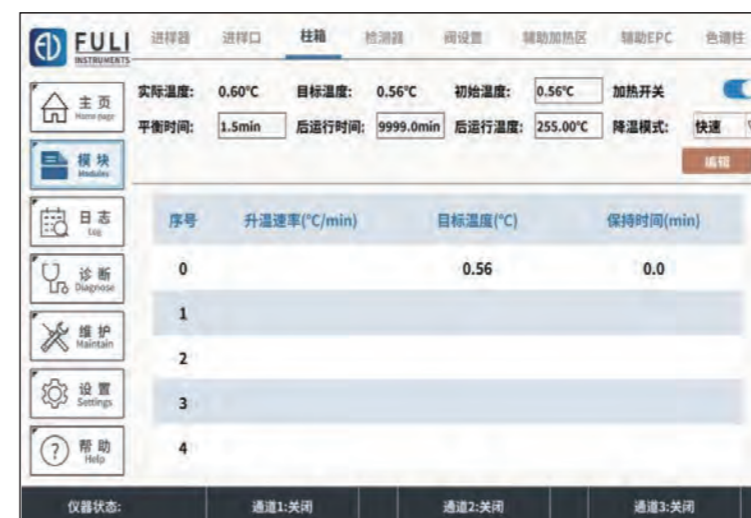 FULI
INSTRUMENTS
进样器 进样口 柱箱 检测器 阀设置 辅助加热区 辅助EPC 色谱柱
实际温度: 0.60°C 目标温度: 0.56°C 初始温度: 0.56°C 加热开关
平衡时间: 1.5min 后运行时间: 9999.0min 后运行温度: 255.00°C 降温模式: 快速
编辑
主页
Home page
模块
Modules
日志
Log
诊断
Diagnose
维护
Maintain
设置
Settings
帮助
Help
序号 升温速率(°C/min) 目标温度(°C) 保持时间(min)
0 0.56 0.0
1
2
3
4
仪器状态: 通道1:关闭 通道2:关闭 通道3:关闭